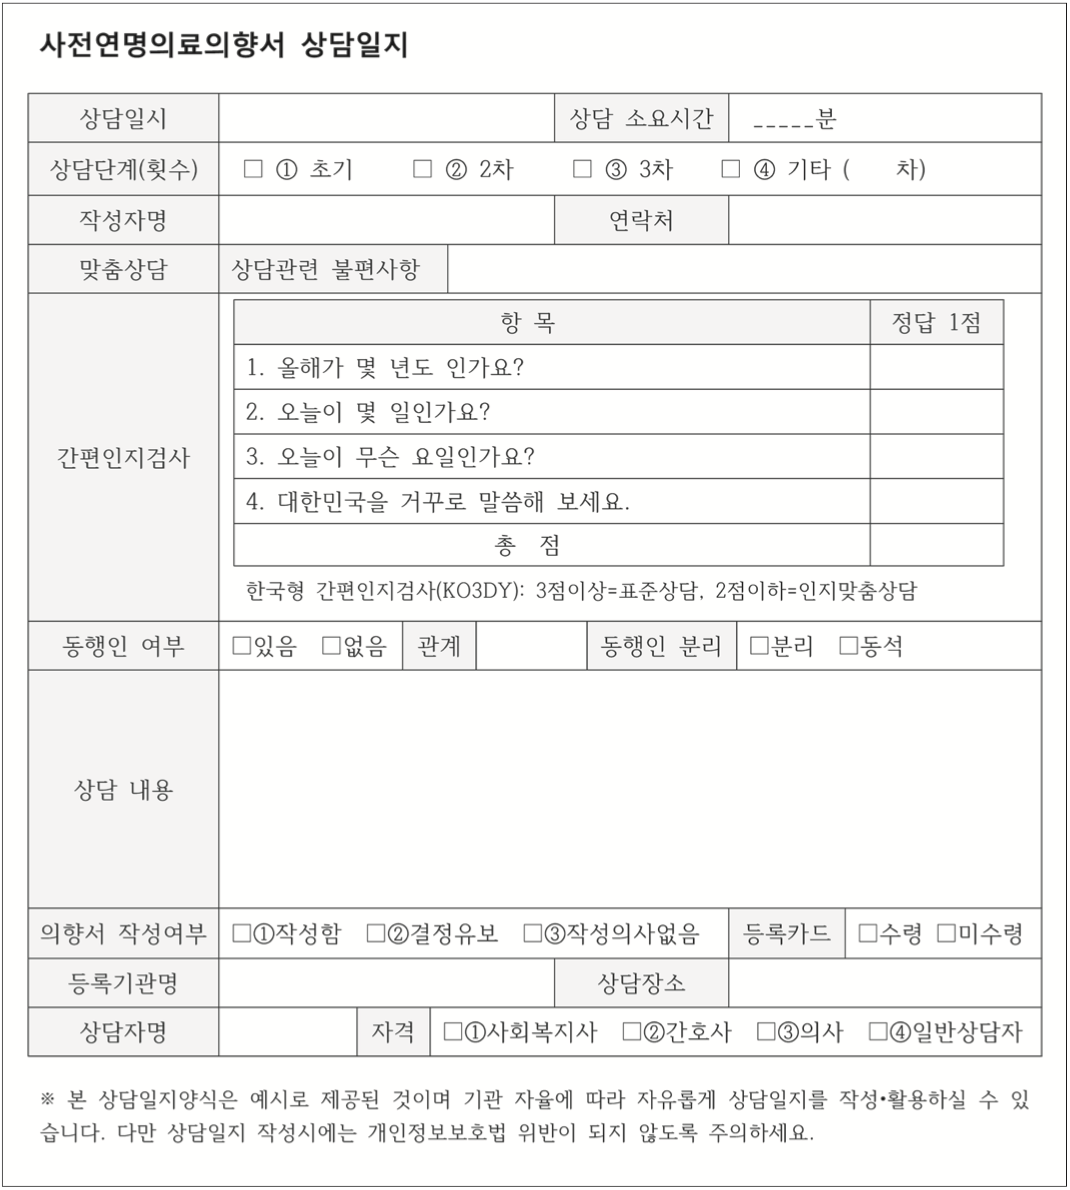 사전연명의료의향서 상담일지
상담일시 상담 소요시간 _____분
상담단계(횟수) □ ① 초기 □ ② 2차 □ ③ 3차 □ ④ 기타 ( 차)
작성자명 연락처
맞춤상담 상담관련 불편사항
항 목 정답 1점
1. 올해가 몇 년도 인가요?
2. 오늘이 몇 일인가요?
3. 오늘이 무슨 요일인가요?
간편인지검사
4. 대한민국을 거꾸로 말씀해 보세요.
총 점
한국형 간편인지검사(KO3DY): 3점이상=표준상담, 2점이하=인지맞춤상담
동행인 여부 □있음 □없음 관계 동행인 분리 □분리 □동석
상담 내용
의향서 작성여부 □①작성함 □②결정유보 □③작성의사없음 등록카드 □수령 □미수령
등록기관명 상담장소
상담자명 자격 □①사회복지사 □②간호사 □③의사 □④일반상담자
※ 본 상담일지양식은 예시로 제공된 것이며 기관 자율에 따라 자유롭게 상담일지를 작성•활용하실 수 있
습니다. 다만 상담일지 작성시에는 개인정보보호법 위반이 되지 않도록 주의하세요.